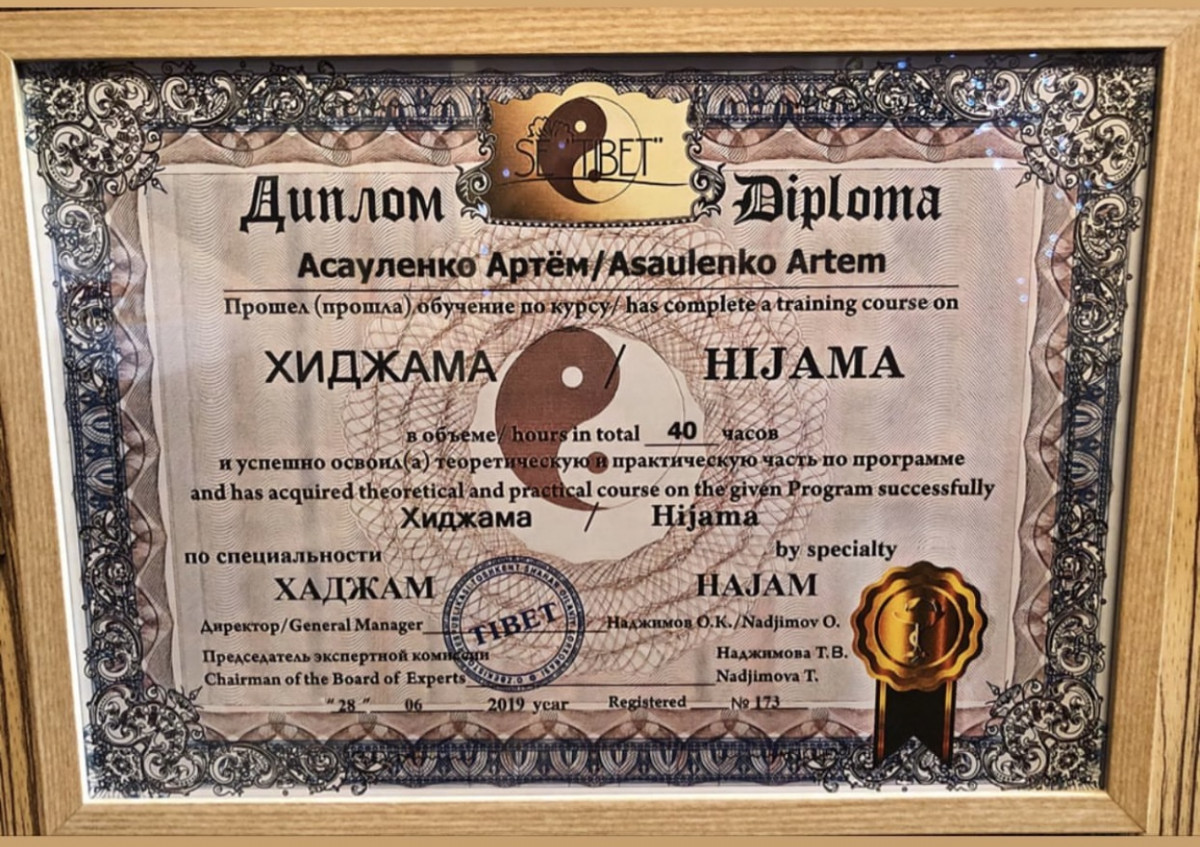 SE "TIBET"
Диплом Diploma
Асауленко Артём/Asaulenko Artem
Прошел (прошла) обучение по курсу/ has complete a training course on
ХИДЖАМА / HIJAMA
в объеме/ hours in total 40 часов
и успешно освоил(а) теоретическую и практическую часть по программе
and has acquired theoretical and practical course on the given Program successfully
Хиджама / Hijama
по специальности by specialty
ХАДЖАМ HAJAM
TIBET
Директор/General Manager Наджимов О.К./Nadjimov O.
Председатель экспертной комиссии Наджимова Т.В.
Chairman of the Board of Experts Nadjimova T.
"28" 06 2019 year Registered № 173